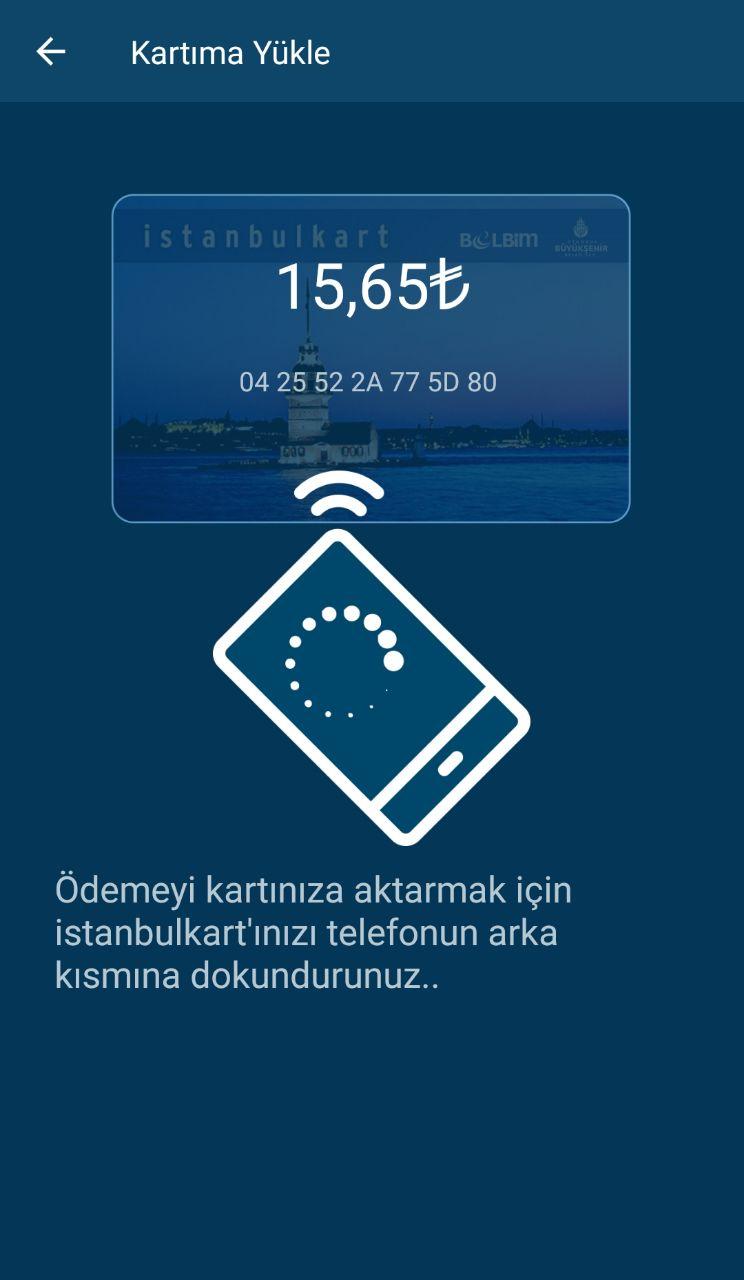 Kartıma Yükle
istanbulkart BELBİM
BÜYÜKŞEHİR
15,65₺
04 25 52 2A 77 5D 80
Ödemeyi kartınıza aktarmak için
istanbulkart'ınızı telefonun arka
kısmına dokundurunuz..